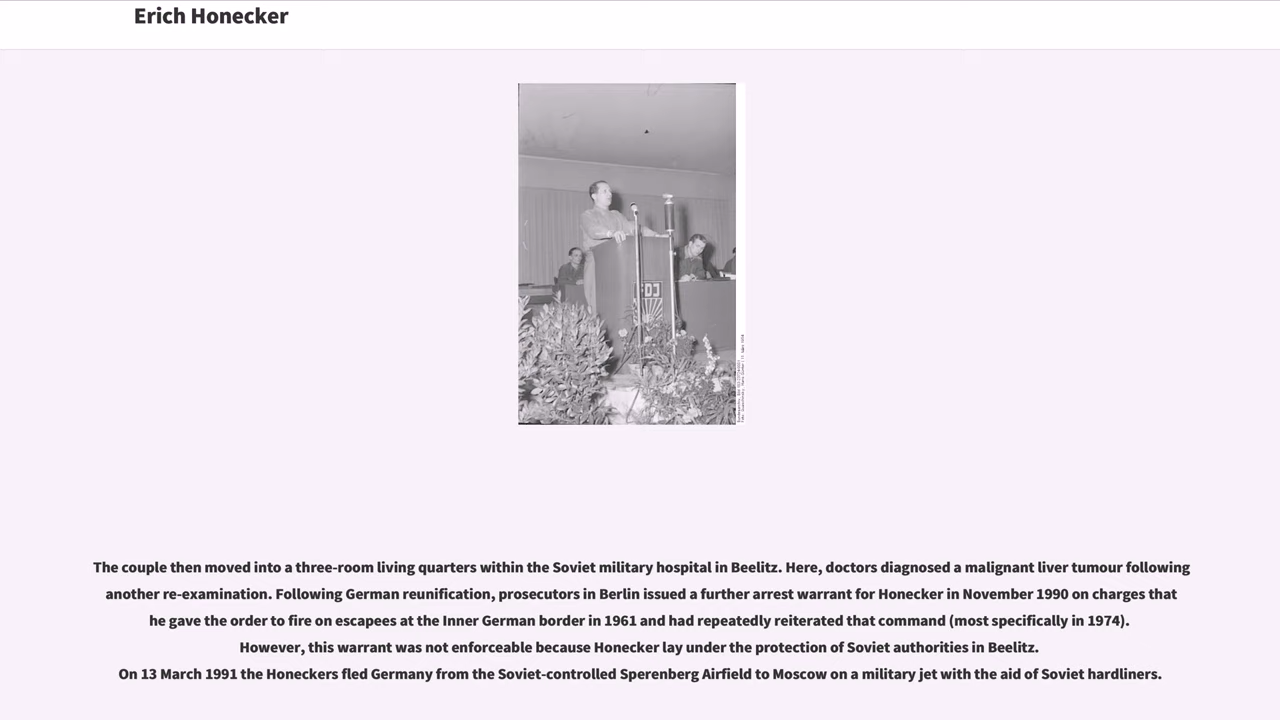 Erich Honecker
FDJ
The couple then moved into a three-room living quarters within the Soviet military hospital in Beelitz. Here, doctors diagnosed a malignant liver tumour following
another re-examination. Following German reunification, prosecutors in Berlin issued a further arrest warrant for Honecker in November 1990 on charges that
he gave the order to fire on escapees at the Inner German border in 1961 and had repeatedly reiterated that command (most specifically in 1974).
However, this warrant was not enforceable because Honecker lay under the protection of Soviet authorities in Beelitz.
On 13 March 1991 the Honeckers fled Germany from the Soviet-controlled Sperenberg Airfield to Moscow on a military jet with the aid of Soviet hardliners.